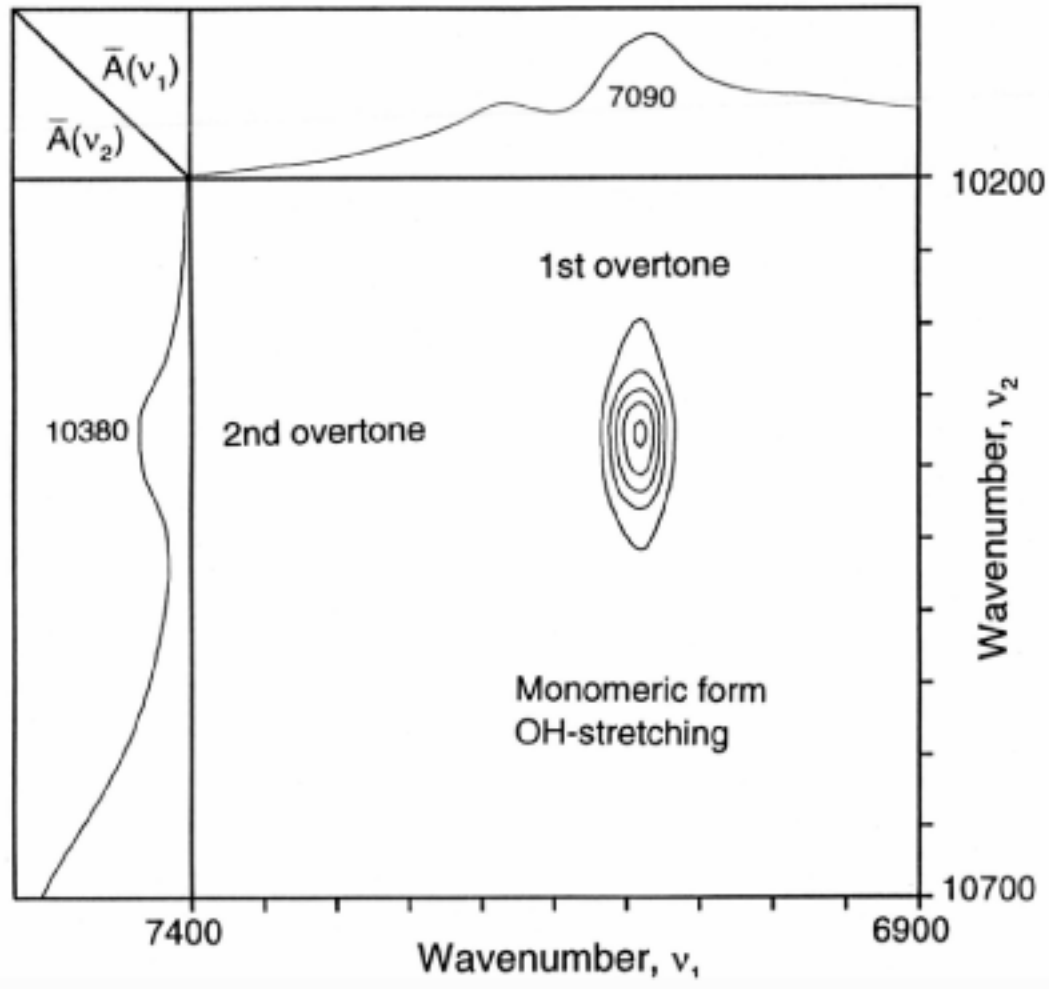 Ā(ν₁)
Ā(ν₂)
7090
10200
1st overtone
10380
2nd overtone
Wavenumber, ν₂
Monomeric form
OH-stretching
10700
7400
6900
Wavenumber, ν₁